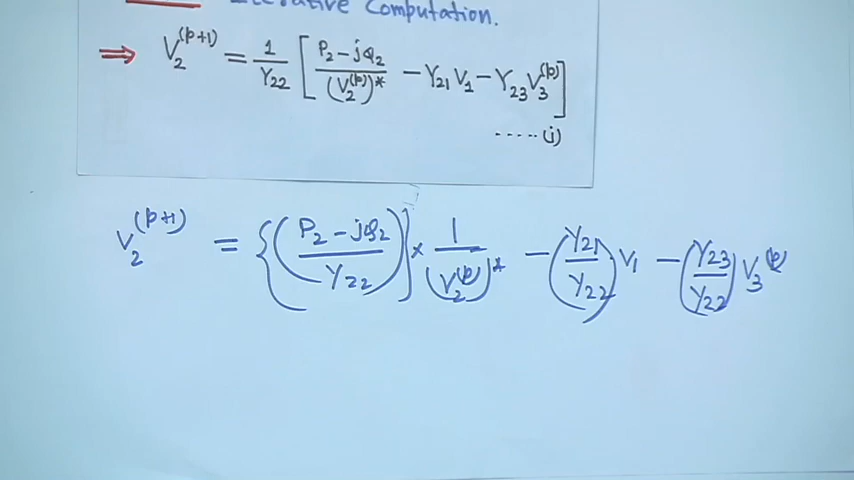 Iterative Computation.
⇒ V₂^(p+1) = 1/Y₂₂ [ (P₂ - jQ₂)/(V₂^(p))* - Y₂₁ V₁ - Y₂₃ V₃^(p) ]
.....(i)
V₂^(p+1) = {((P₂ - jQ₂)/Y₂₂)} × 1/(V₂^(p))* - (Y₂₁/Y₂₂) V₁ - (Y₂₃/Y₂₂) V₃^(p)